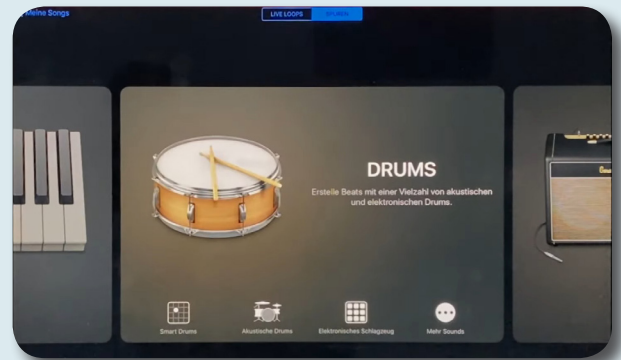 Meine Songs
LIVE LOOPS
DRUMS
Erstelle Beats mit einer Vielzahl von akustischen
und elektronischen Drums.
Smart Drums
Akustische Drums
Elektronisches Schlagzeug
Mehr Sounds